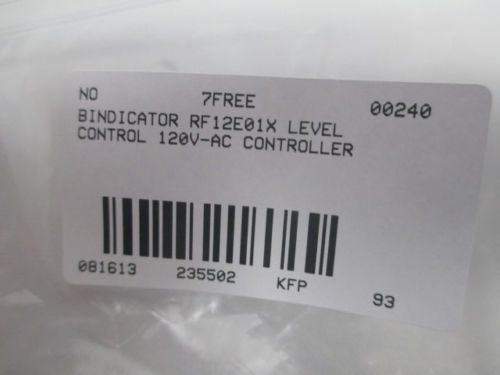 NO 7FREE 00240
BINDICATOR RF12E01X LEVEL
CONTROL 120V-AC CONTROLLER
081613 235502 KFP 93